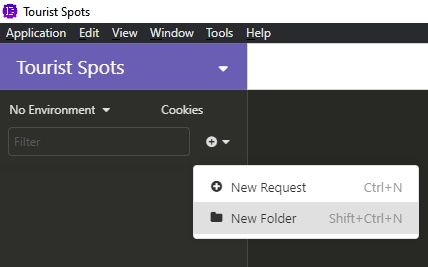 Tourist Spots
Application Edit View Window Tools Help
Tourist Spots
No Environment Cookies
Filter
New Request Ctrl+N
New Folder Shift+Ctrl+N